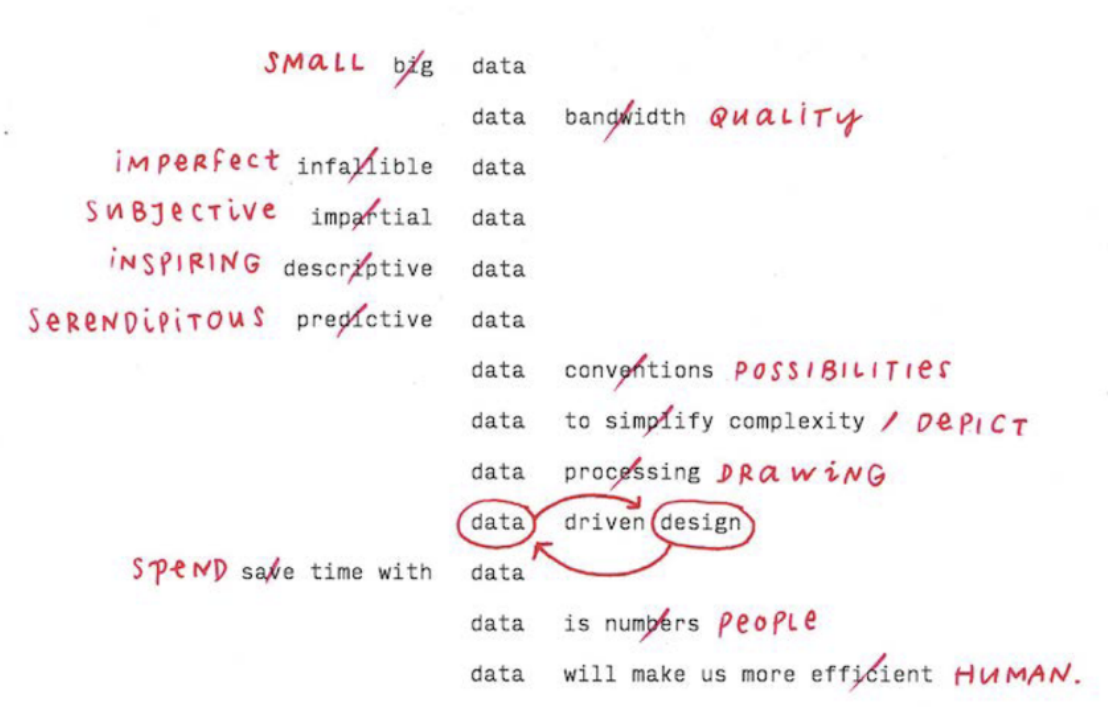 SMALL big data
data bandwidth QUALITY
IMPERFECT infallible data
SUBJECTIVE impartial data
INSPIRING descriptive data
SERENDIPITOUS predictive data
data conventions POSSIBILITIES
data to simplify complexity / DEPICT
data processing DRAWING
data driven design
SPEND save time with data
data is numbers PEOPLE
data will make us more efficient HUMAN.